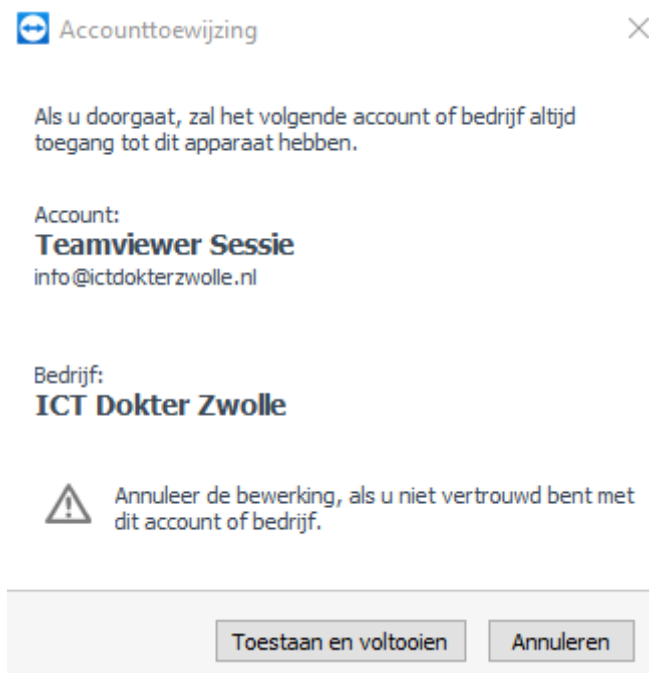 Accounttoewijzing
Als u doorgaat, zal het volgende account of bedrijf altijd
toegang tot dit apparaat hebben.
Account:
Teamviewer Sessie
info@ictdokterzwolle.nl
Bedrijf:
ICT Dokter Zwolle
Annuleer de bewerking, als u niet vertrouwd bent met
dit account of bedrijf.
Toestaan en voltooien
Annuleren